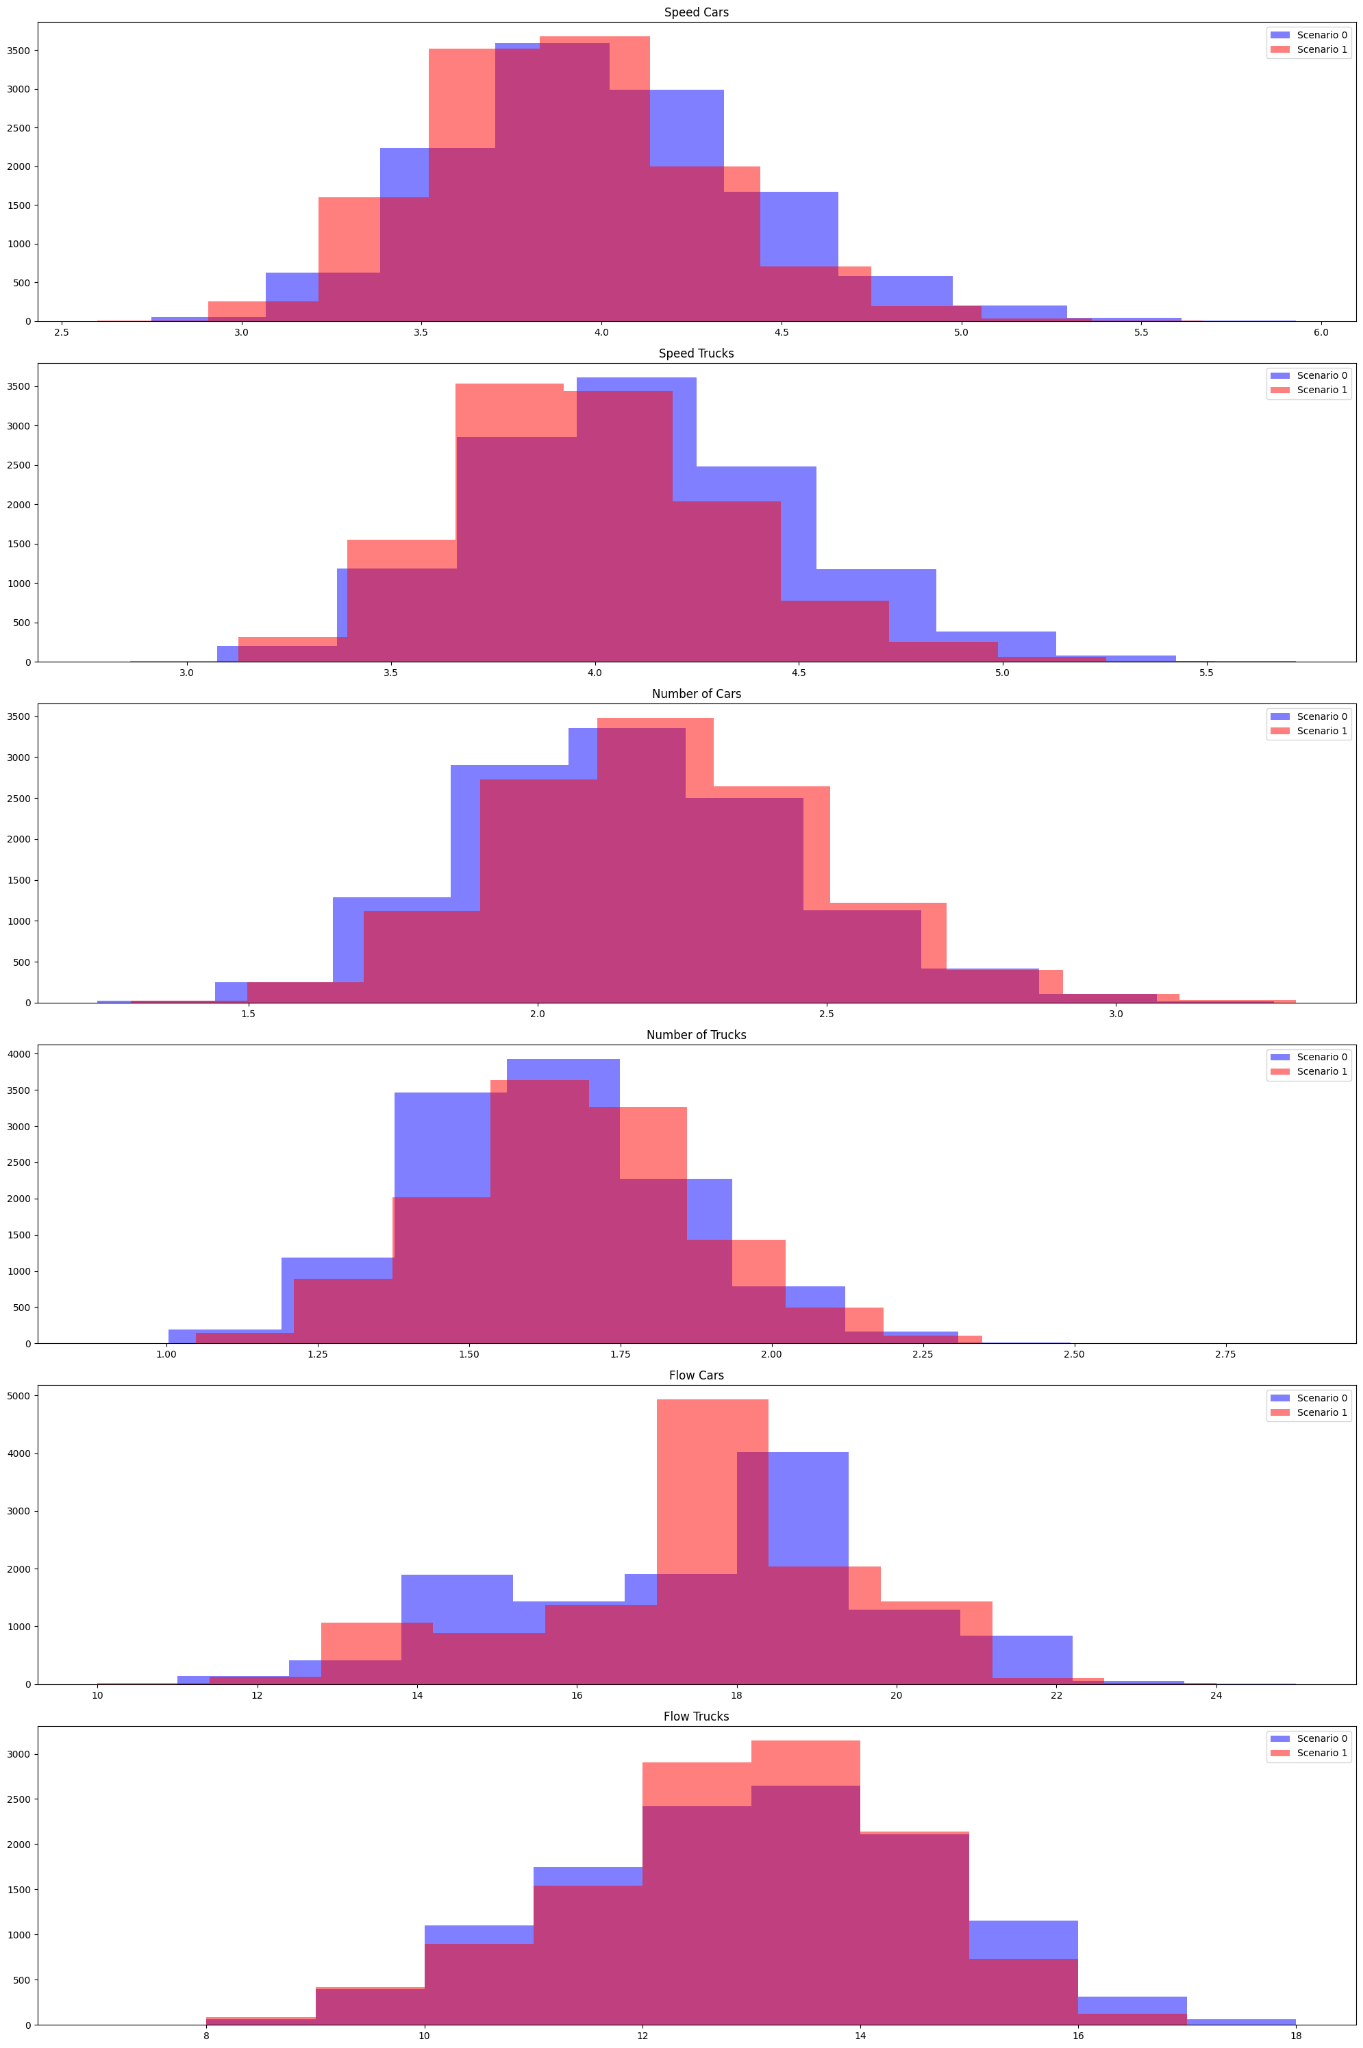 Speed Cars
Scenario 0
Scenario 1
3500
3000
2500
2000
1500
1000
500
0
2.5 3.0 3.5 4.0 4.5 5.0 5.5 6.0
Speed Trucks
Scenario 0
Scenario 1
3500
3000
2500
2000
1500
1000
500
0
3.0 3.5 4.0 4.5 5.0 5.5
Number of Cars
Scenario 0
Scenario 1
3500
3000
2500
2000
1500
1000
500
0
1.5 2.0 2.5 3.0
Number of Trucks
Scenario 0
Scenario 1
4000
3500
3000
2500
2000
1500
1000
500
0
1.00 1.25 1.50 1.75 2.00 2.25 2.50 2.75
Flow Cars
Scenario 0
Scenario 1
5000
4000
3000
2000
1000
0
10 12 14 16 18 20 22 24
Flow Trucks
Scenario 0
Scenario 1
3000
2500
2000
1500
1000
500
0
8 10 12 14 16 18